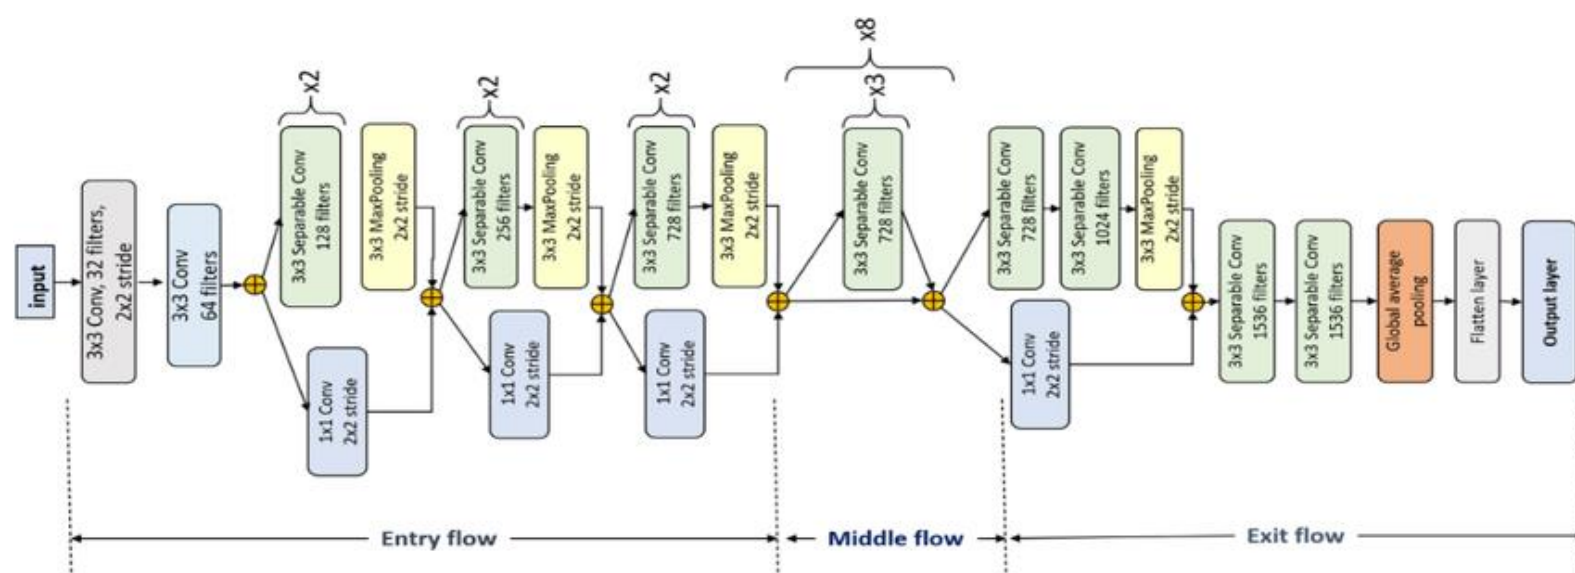 input
3x3 Conv, 32 filters,
2x2 stride
3x3 Conv
64 filters
x2
3x3 Separable Conv
128 filters
1x1 Conv
2x2 stride
3x3 MaxPooling
2x2 stride
x2
3x3 Separable Conv
256 filters
1x1 Conv
2x2 stride
3x3 MaxPooling
2x2 stride
x2
3x3 Separable Conv
728 filters
1x1 Conv
2x2 stride
3x3 MaxPooling
2x2 stride
x8
x3
3x3 Separable Conv
728 filters
3x3 Separable Conv
728 filters
1x1 Conv
2x2 stride
3x3 Separable Conv
1024 filters
3x3 MaxPooling
2x2 stride
3x3 Separable Conv
1536 filters
3x3 Separable Conv
1536 filters
Global average
pooling
Flatten layer
Output layer
Entry flow
Middle flow
Exit flow